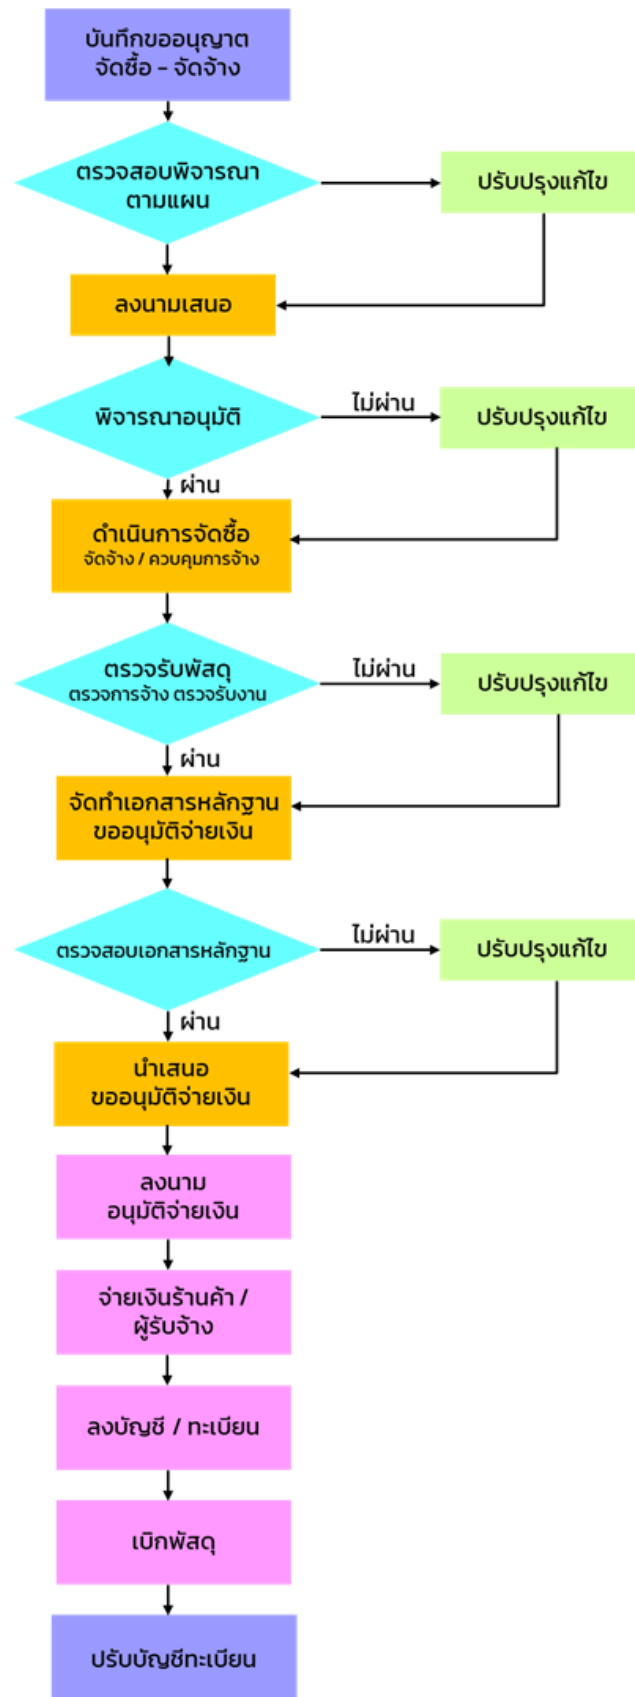 บันทึกขออนุญาต
จัดซื้อ - จัดจ้าง
ตรวจสอบพิจารณา
ตามแผน
ปรับปรุงแก้ไข
ลงนามเสนอ
พิจารณาอนุมัติ
ไม่ผ่าน
ปรับปรุงแก้ไข
ผ่าน
ดำเนินการจัดซื้อ
จัดจ้าง / ควบคุมการจ้าง
ตรวจรับพัสดุ
ตรวจการจ้าง ตรวจรับงาน
ไม่ผ่าน
ปรับปรุงแก้ไข
ผ่าน
จัดทำเอกสารหลักฐาน
ขออนุมัติจ่ายเงิน
ตรวจสอบเอกสารหลักฐาน
ไม่ผ่าน
ปรับปรุงแก้ไข
ผ่าน
นำเสนอ
ขออนุมัติจ่ายเงิน
ลงนาม
อนุมัติจ่ายเงิน
จ่ายเงินร้านค้า /
ผู้รับจ้าง
ลงบัญชี / ทะเบียน
เบิกพัสดุ
ปรับบัญชีทะเบียน